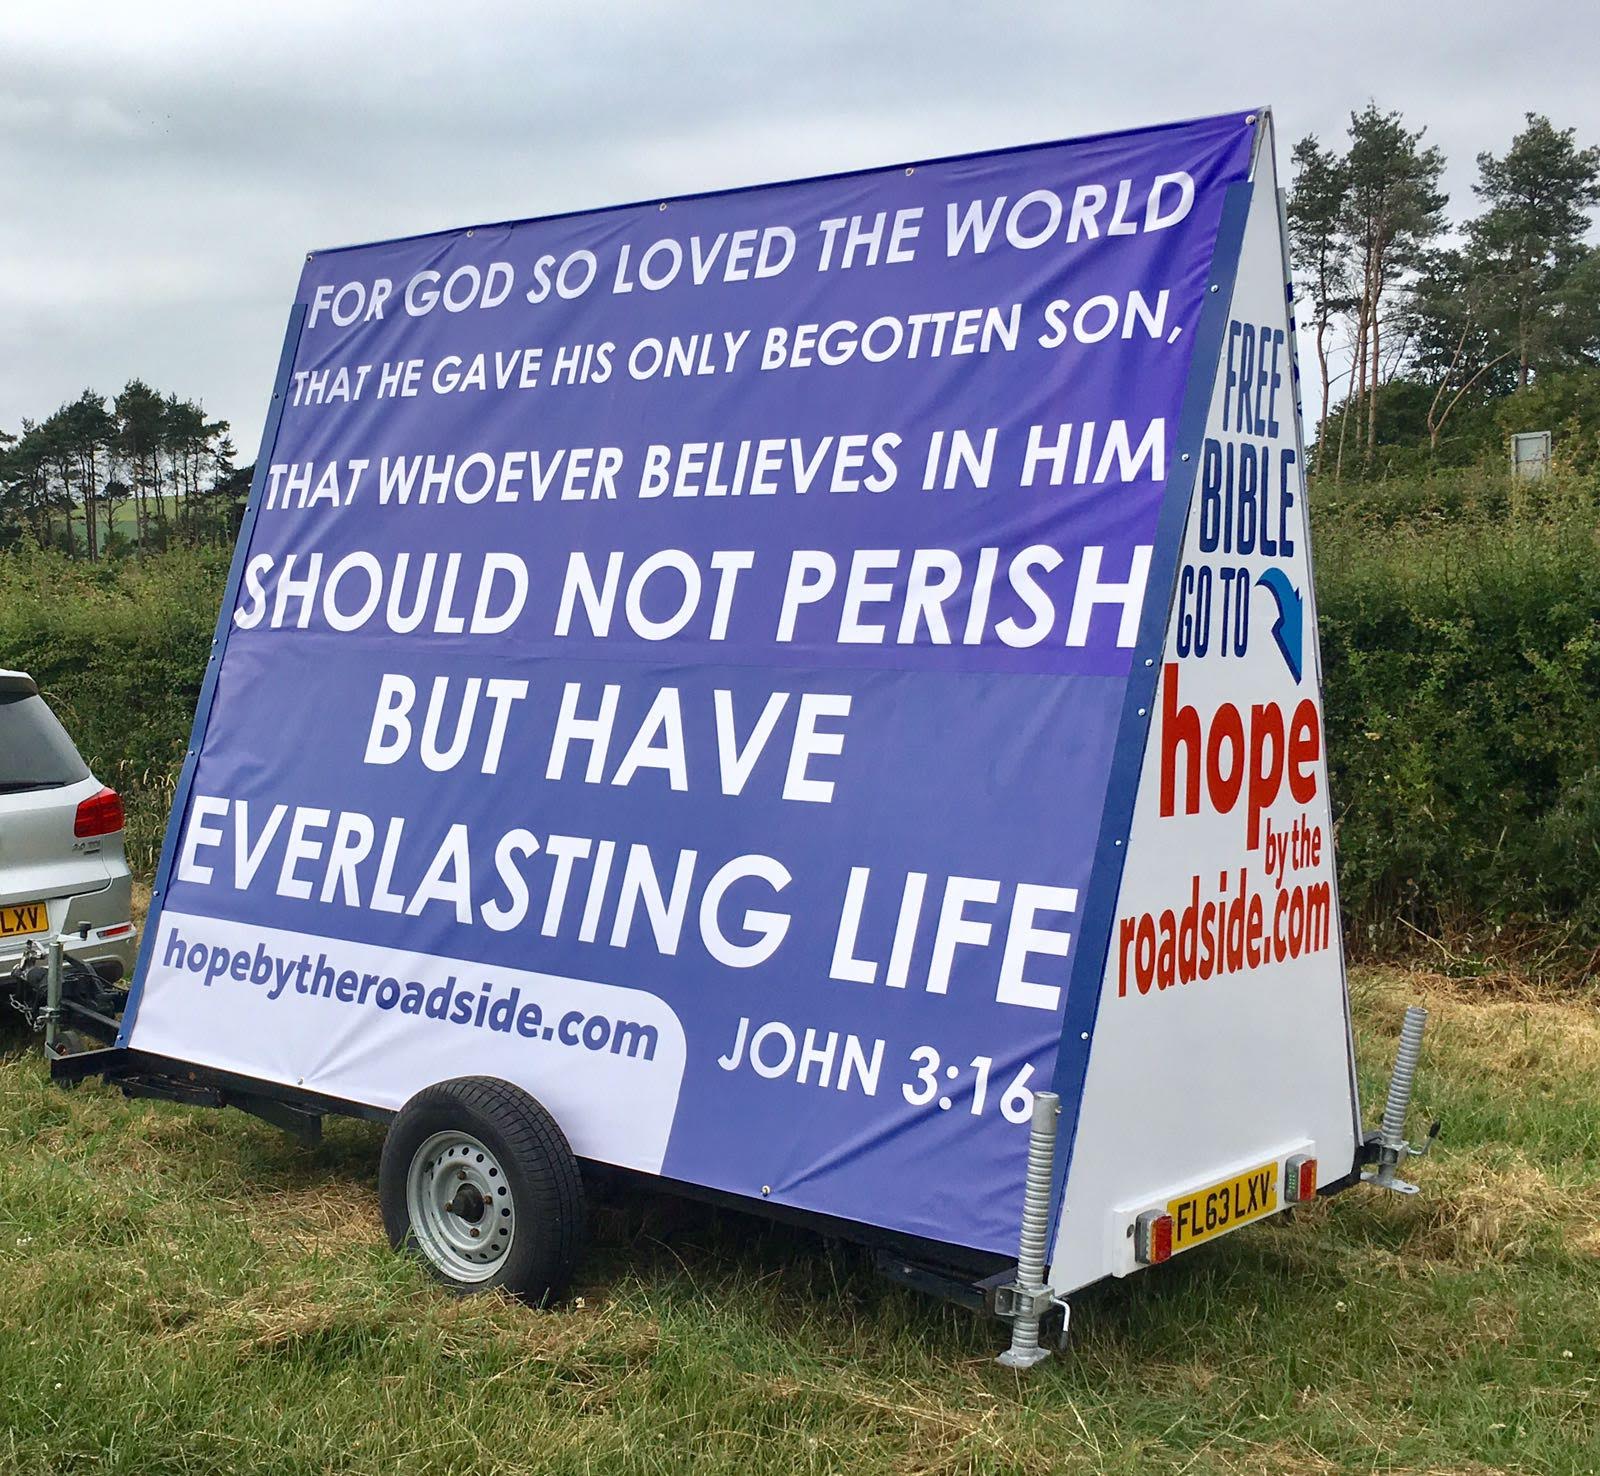 FOR GOD SO LOVED THE WORLD
THAT HE GAVE HIS ONLY BEGOTTEN SON,
THAT WHOEVER BELIEVES IN HIM
SHOULD NOT PERISH
BUT HAVE
EVERLASTING LIFE
hopebytheroadside.com
JOHN 3:16
FREE
BIBLE
GO TO
hope
by the
roadside.com
FL63 LXV
LXV